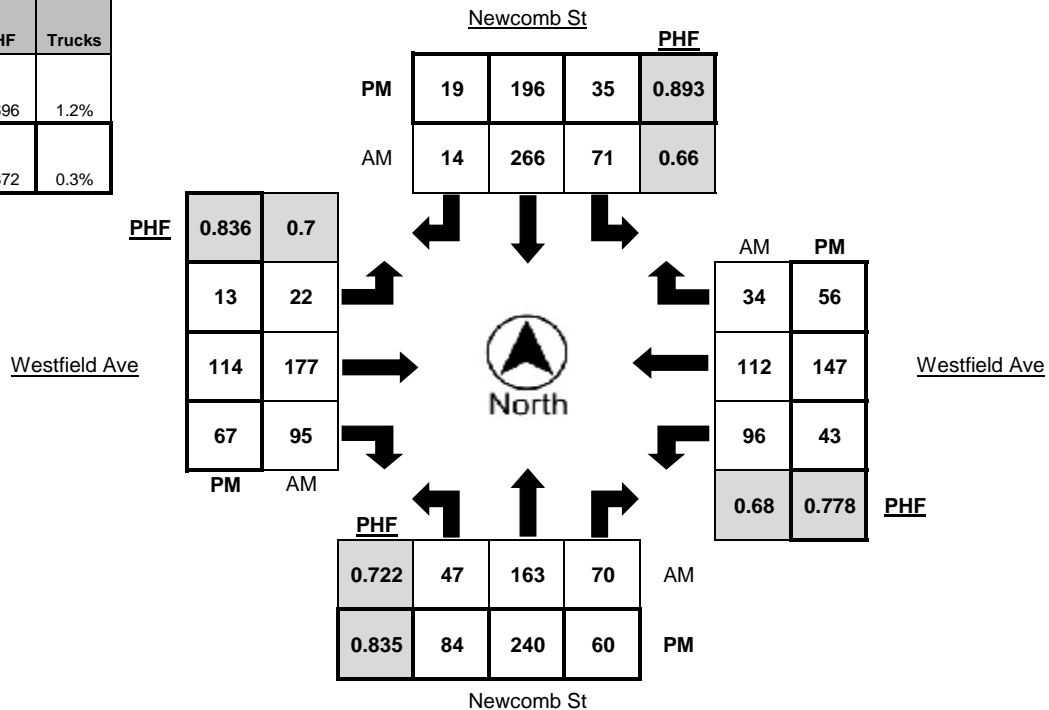 Newcomb St
Trucks
PHF
PM 19 196 35 0.893
1.2%
AM 14 266 71 0.66
0.3%
PHF 0.836 0.7
AM PM
13 22
34 56
Westfield Ave 114 177
112 147 Westfield Ave
North
67 95
96 43
PM AM
0.68 0.778 PHF
PHF
0.722 47 163 70 AM
0.835 84 240 60 PM
Newcomb St